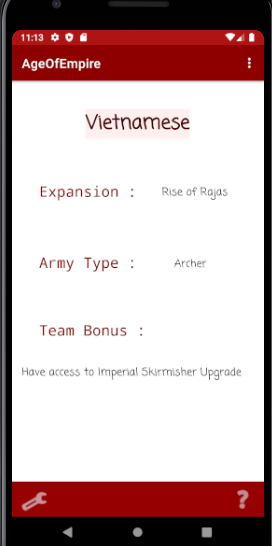 11:13
AgeOfEmpire
Vietnamese
Expansion : Rise of Rajas
Army Type : Archer
Team Bonus :
Have access to Imperial Skirmisher Upgrade
?